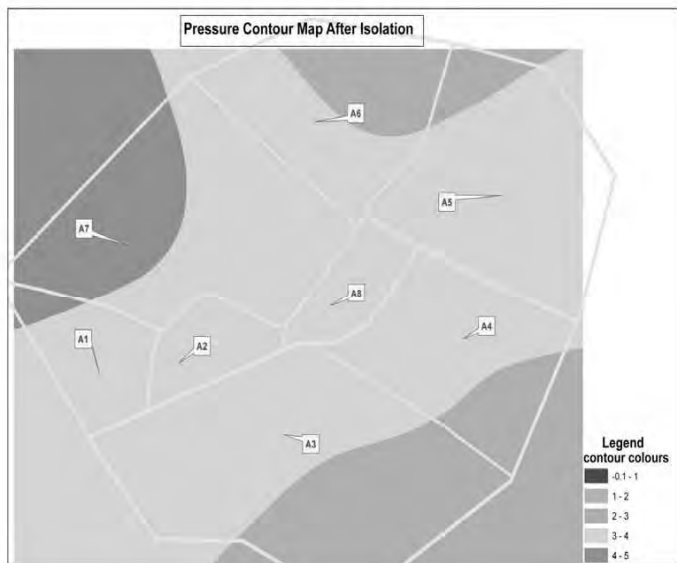 Pressure Contour Map After Isolation
A6
A5
A7
A8
A1
A2
A4
A3
Legend
contour colours
-0.1 - 1
1 - 2
2 - 3
3 - 4
4 - 5